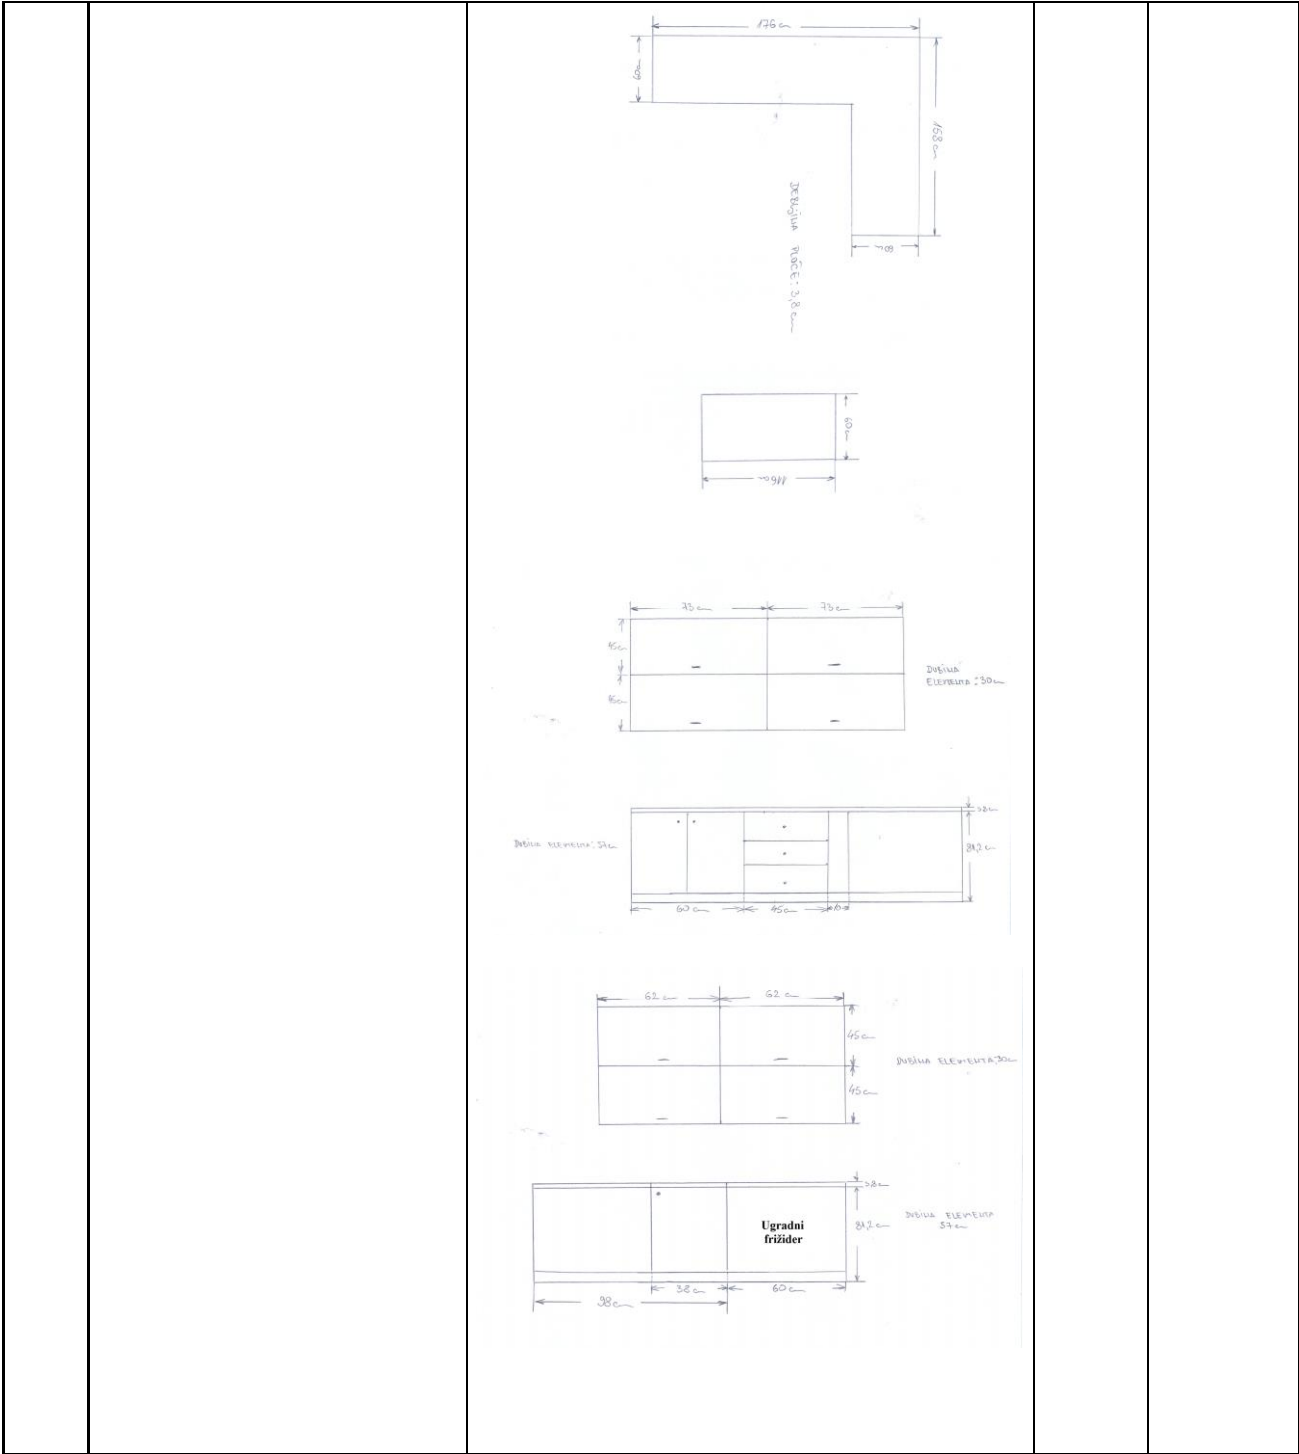 176 cm
60 cm
158 cm
60 cm
DEBLJINA PLOČE: 3,8 cm
60 cm
116 cm
73 cm
73 cm
45 cm
DUBINA
ELEMENTA: 30 cm
45 cm
3,8 cm
DUBINA ELEMENTA: 57 cm
81,2 cm
60 cm
45 cm
10
62 cm
62 cm
45 cm
DUBINA ELEMENTA: 30 cm
45 cm
3,8 cm
DUBINA ELEMENTA
57 cm
81,2 cm
Ugradni
frižider
38 cm
60 cm
98 cm